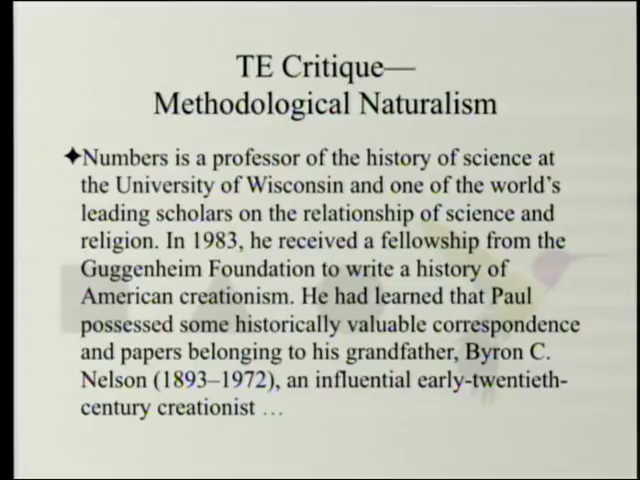 TE Critique—
Methodological Naturalism
✦Numbers is a professor of the history of science at
the University of Wisconsin and one of the world's
leading scholars on the relationship of science and
religion. In 1983, he received a fellowship from the
Guggenheim Foundation to write a history of
American creationism. He had learned that Paul
possessed some historically valuable correspondence
and papers belonging to his grandfather, Byron C.
Nelson (1893–1972), an influential early-twentieth-
century creationist …